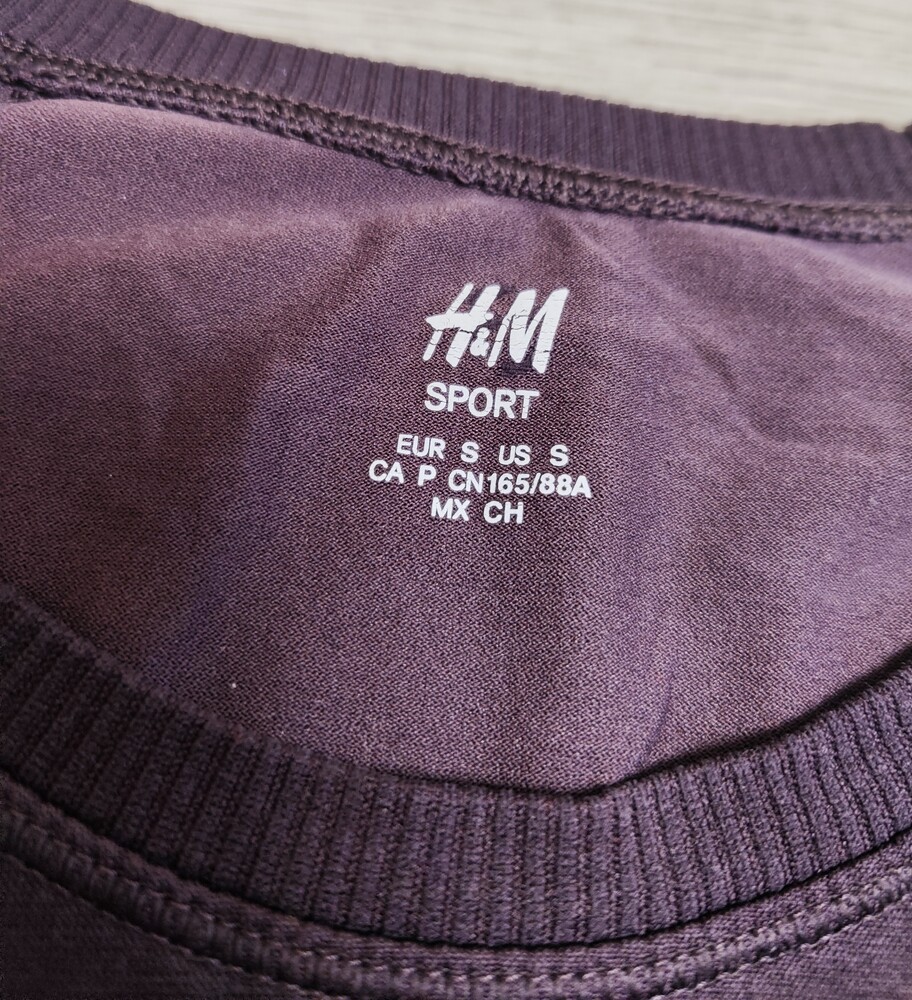 H&M
SPORT
EUR S US S
CA P CN165/88A
MX CH